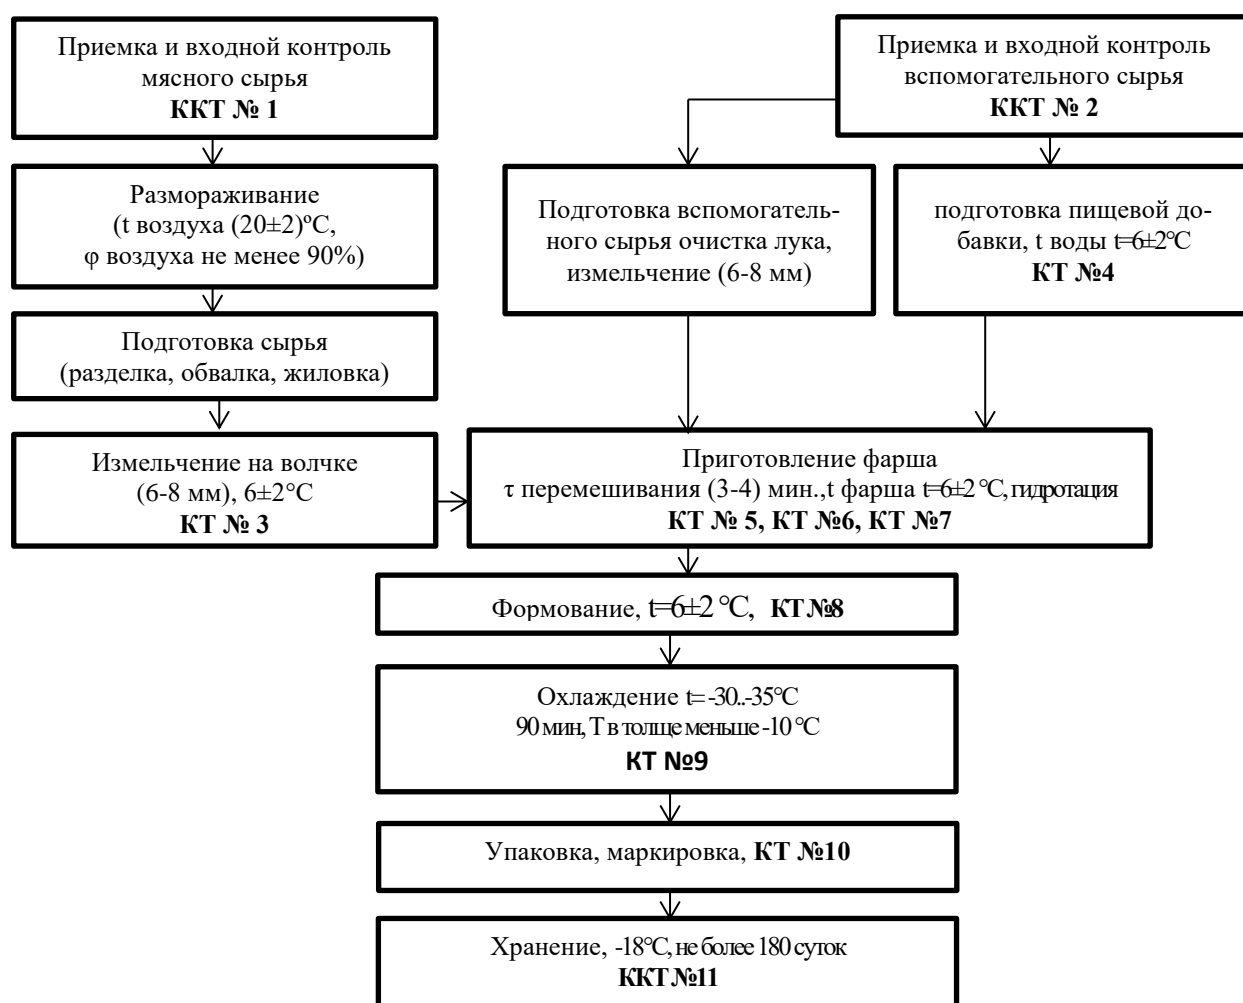 Приемка и входной контроль
мясного сырья
ККТ № 1
Приемка и входной контроль
вспомогательного сырья
ККТ № 2
Размораживание
(t воздуха (20±2)ºС,
φ воздуха не менее 90%)
Подготовка вспомогатель-
ного сырья очистка лука,
измельчение (6-8 мм)
подготовка пищевой до-
бавки, t воды t=6±2°С
КТ №4
Подготовка сырья
(разделка, обвалка, жиловка)
Измельчение на волчке
(6-8 мм), 6±2°С
КТ № 3
Приготовление фарша
τ перемешивания (3-4) мин.,t фарша t=6±2 °С, гидротация
КТ № 5, КТ №6, КТ №7
Формование, t=6±2 °С, КТ №8
Охлаждение t= -30..-35°С
90 мин, Т в толще меньше -10 °С
КТ №9
Упаковка, маркировка, КТ №10
Хранение, -18°С, не более 180 суток
ККТ №11